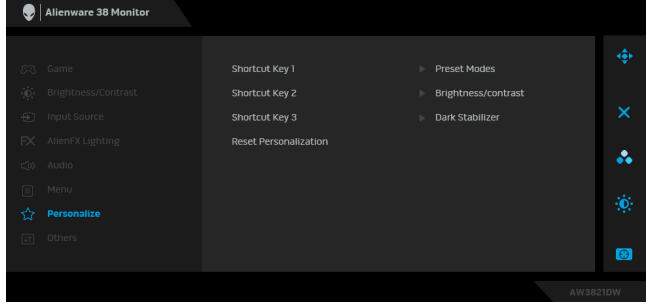 Alienware 38 Monitor
Game
Brightness/Contrast
Input Source
AlienFX Lighting
Audio
Menu
Personalize
Others
Shortcut Key 1 Preset Modes
Shortcut Key 2 Brightness/contrast
Shortcut Key 3 Dark Stabilizer
Reset Personalization
AW3821DW